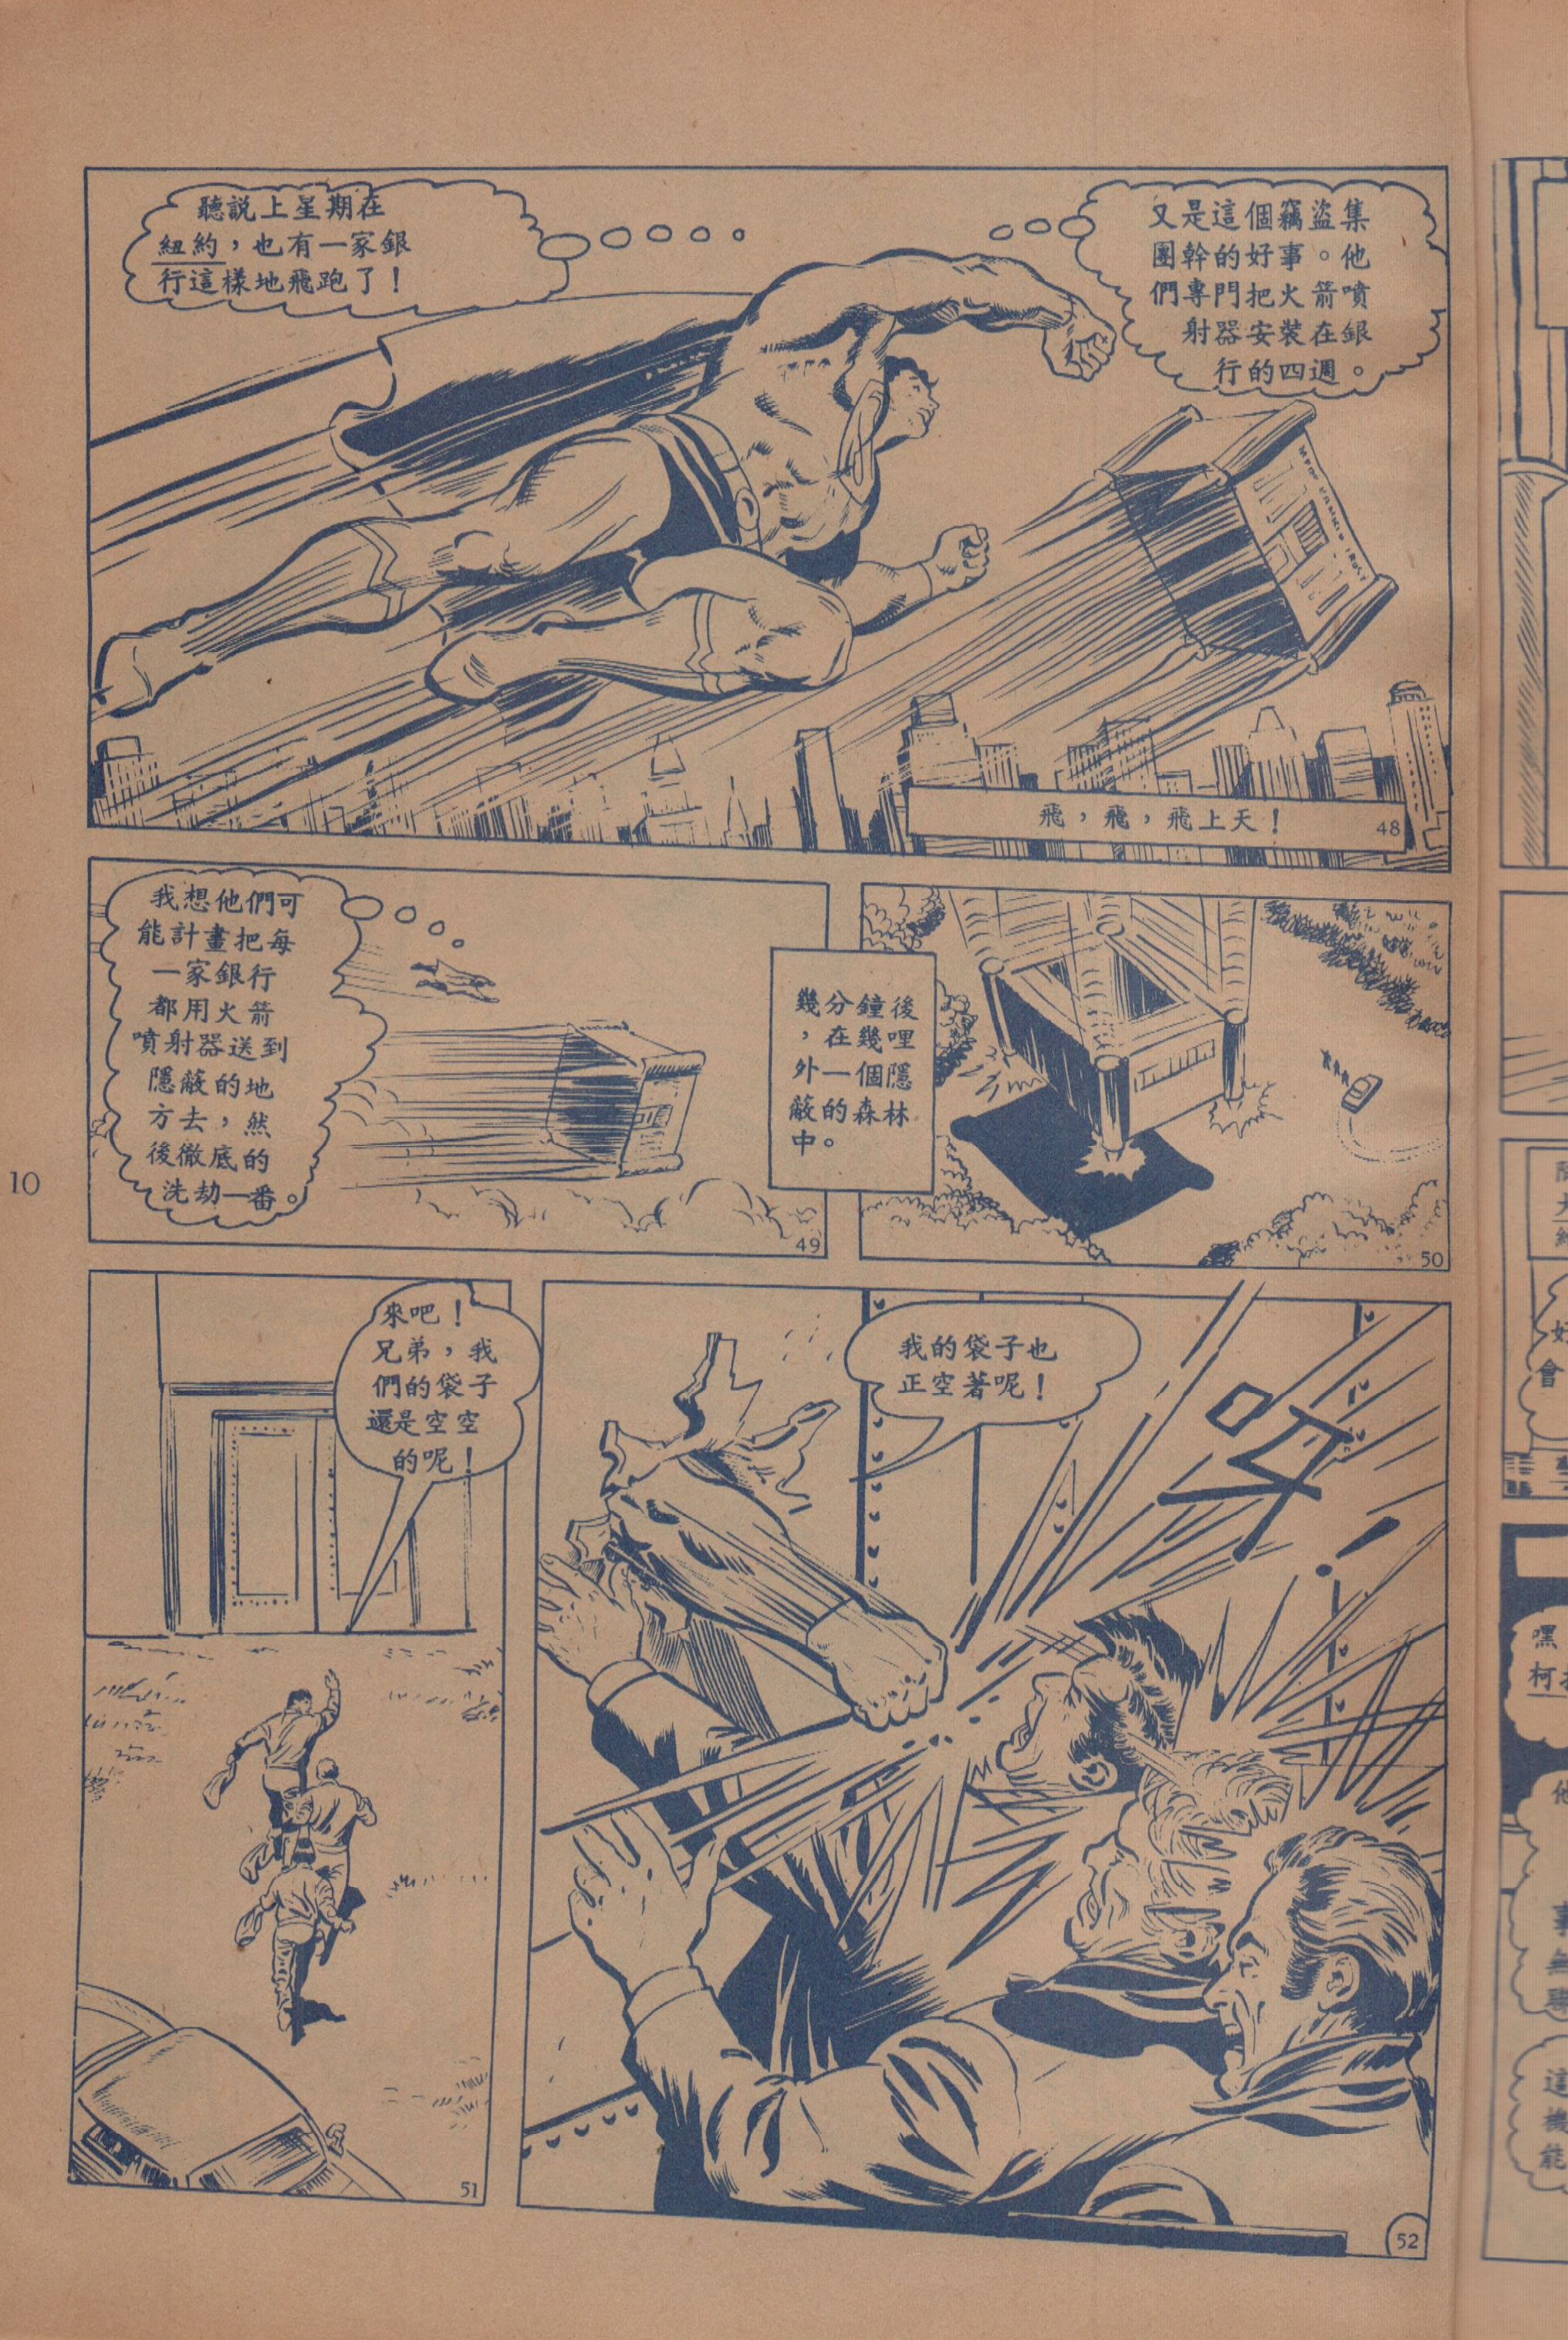 聽說上星期在
紐約，也有一家銀
行這樣地飛跑了！
又是這個竊盜集
團幹的好事。他
們專門把火箭噴
射器安裝在銀
行的四週。
飛，飛，飛上天！
48
我想他們可
能計畫把每
一家銀行
都用火箭
噴射器送到
隱蔽的地
方去，然
後徹底的
洗劫一番。
49
幾分鐘後
，在幾哩
外一個隱
蔽的森林
中。
50
10
來吧！
兄弟，我
們的袋子
還是空空
的呢！
51
我的袋子也
正空著呢！
呀！
52
好
會
嘿
柯
這
能